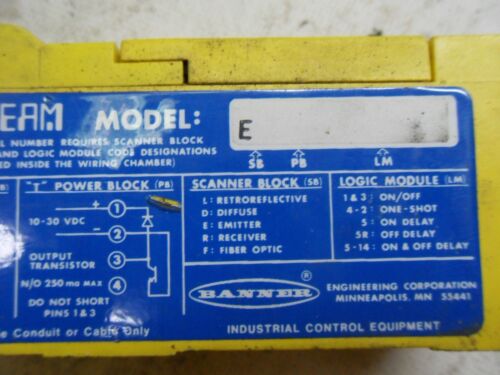 EAM MODEL:
E
L NUMBER REQUIRES SCANNER BLOCK
AND LOGIC MODULE CODE DESIGNATIONS
ED INSIDE THE WIRING CHAMBER)
SB PB LM
B) "T" POWER BLOCK (PB)
+ 1
10-30 VDC
- 2
OUTPUT
TRANSISTOR
3
N/O 250 ma MAX 4
DO NOT SHORT
PINS 1&3
SCANNER BLOCK (SB)
L: RETROREFLECTIVE
D: DIFFUSE
E: EMITTER
R: RECEIVER
F: FIBER OPTIC
LOGIC MODULE (LM)
1&3: ON/OFF
4-2: ONE-SHOT
5: ON DELAY
5R: OFF DELAY
5-14: ON & OFF DELAY
BANNER ®
ENGINEERING CORPORATION
MINNEAPOLIS, MN 55441
e Conduit or Cable Only
INDUSTRIAL CONTROL EQUIPMENT